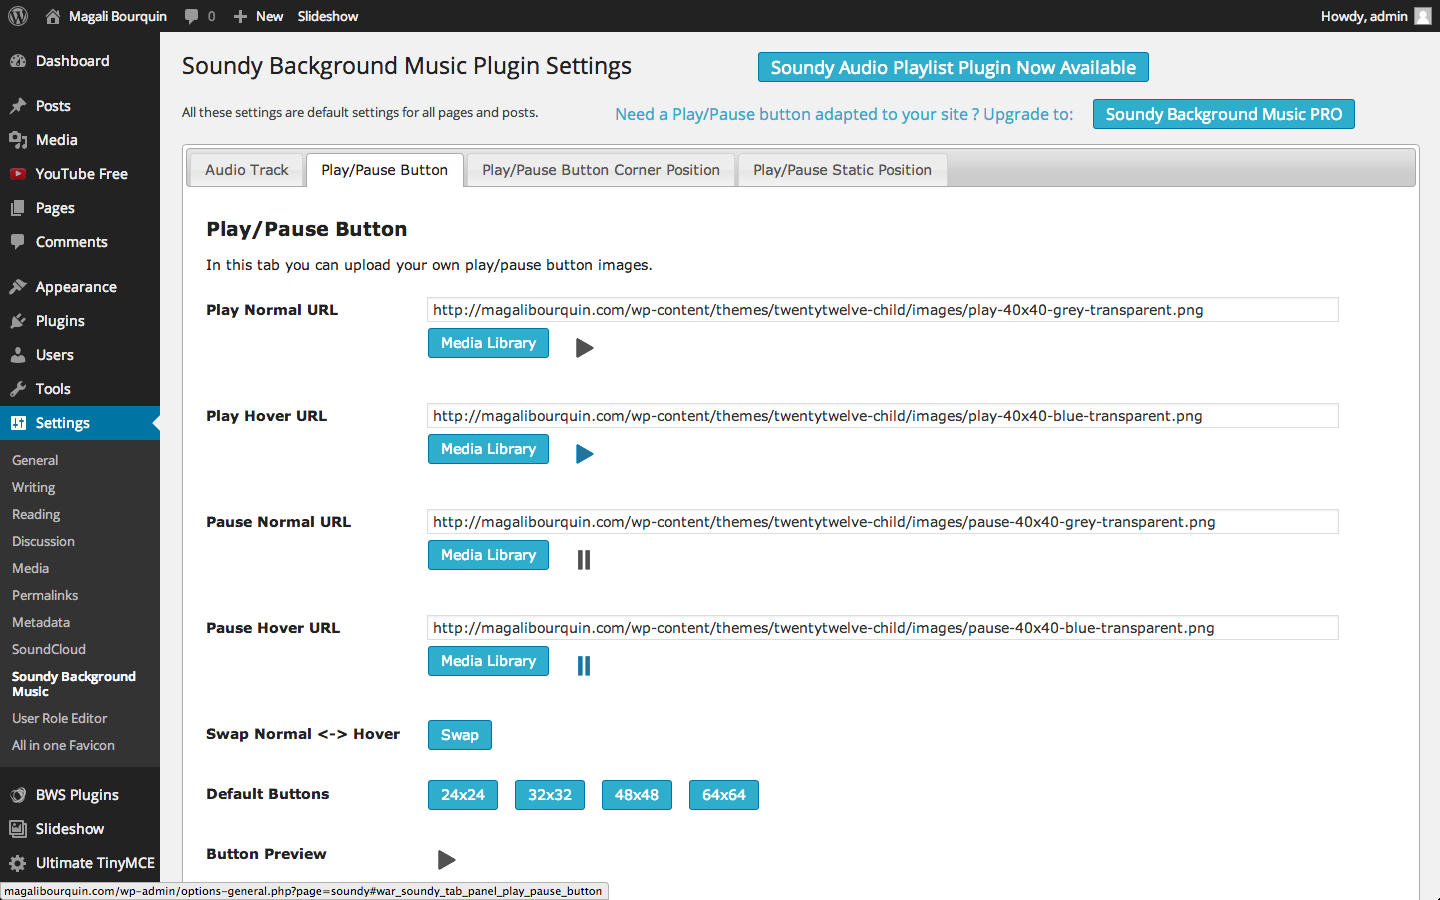 Magali Bourquin 0 New Slideshow Howdy, admin
Dashboard
Posts
Media
YouTube Free
Pages
Comments
Appearance
Plugins
Users
Tools
Settings
General
Writing
Reading
Discussion
Media
Permalinks
Metadata
SoundCloud
Soundy Background
Music
User Role Editor
All in one Favicon
BWS Plugins
Slideshow
Ultimate TinyMCE
Soundy Background Music Plugin Settings
Soundy Audio Playlist Plugin Now Available
All these settings are default settings for all pages and posts.
Need a Play/Pause button adapted to your site ? Upgrade to:
Soundy Background Music PRO
Audio Track
Play/Pause Button
Play/Pause Button Corner Position
Play/Pause Static Position
Play/Pause Button
In this tab you can upload your own play/pause button images.
Play Normal URL
http://magalibourquin.com/wp-content/themes/twentytwelve-child/images/play-40x40-grey-transparent.png
Media Library
Play Hover URL
http://magalibourquin.com/wp-content/themes/twentytwelve-child/images/play-40x40-blue-transparent.png
Media Library
Pause Normal URL
http://magalibourquin.com/wp-content/themes/twentytwelve-child/images/pause-40x40-grey-transparent.png
Media Library
Pause Hover URL
http://magalibourquin.com/wp-content/themes/twentytwelve-child/images/pause-40x40-blue-transparent.png
Media Library
Swap Normal <-> Hover
Swap
Default Buttons
24x24
32x32
48x48
64x64
Button Preview
magalibourquin.com/wp-admin/options-general.php?page=soundy#war_soundy_tab_panel_play_pause_button